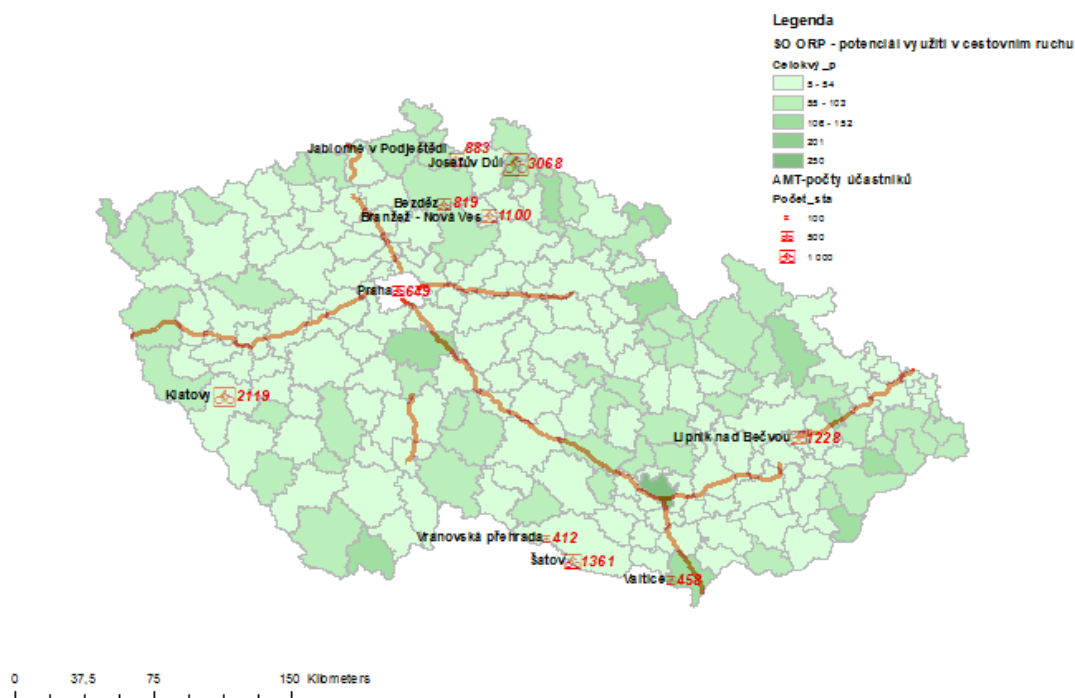 Legenda
SO ORP - potenciál využití v cestovním ruchu
Celokvý_p
5 - 54
55 - 103
106 - 152
201
250
AMT-počty účastníků
Počet_sta
100
500
1 000
Jablonné v Podještědí 883
Josefův Důl 3068
Bezděz 819
Branžež - Nová Ves 1100
Praha 649
Klatovy 2119
Lipník nad Bečvou 1228
Vranovská přehrada 412
Šatov 1361
Valtice 458
0 37,5 75 150 Kilometers